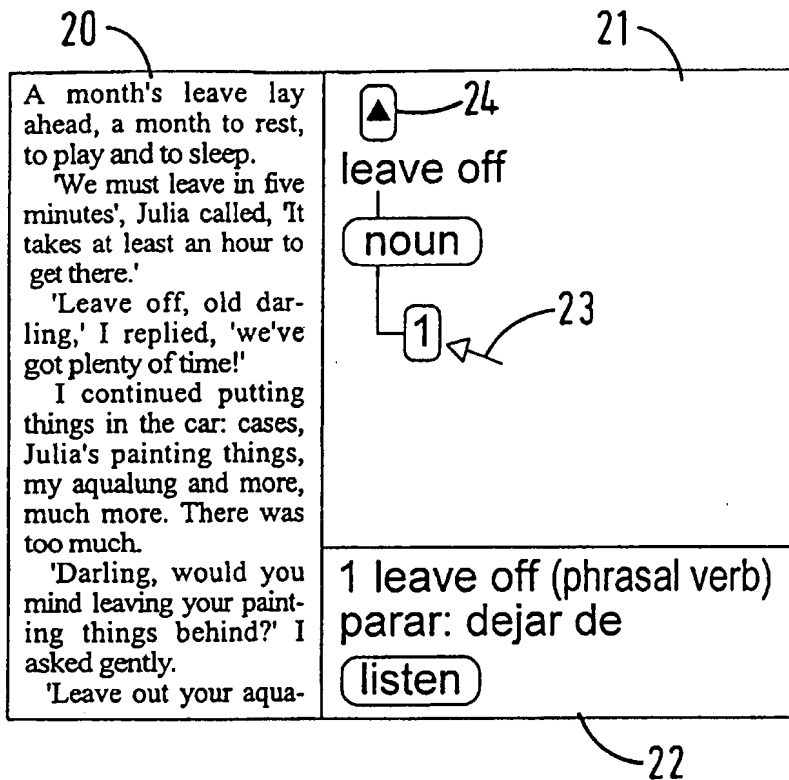 20
21
A month's leave lay
ahead, a month to rest,
to play and to sleep.
'We must leave in five
minutes', Julia called, 'It
takes at least an hour to
get there.'
'Leave off, old dar-
ling,' I replied, 'we've
got plenty of time!'
I continued putting
things in the car: cases,
Julia's painting things,
my aqualung and more,
much more. There was
too much.
'Darling, would you
mind leaving your paint-
ing things behind?' I
asked gently.
'Leave out your aqua-
▲
24
leave off
noun
1
23
1 leave off (phrasal verb)
parar: dejar de
listen
22